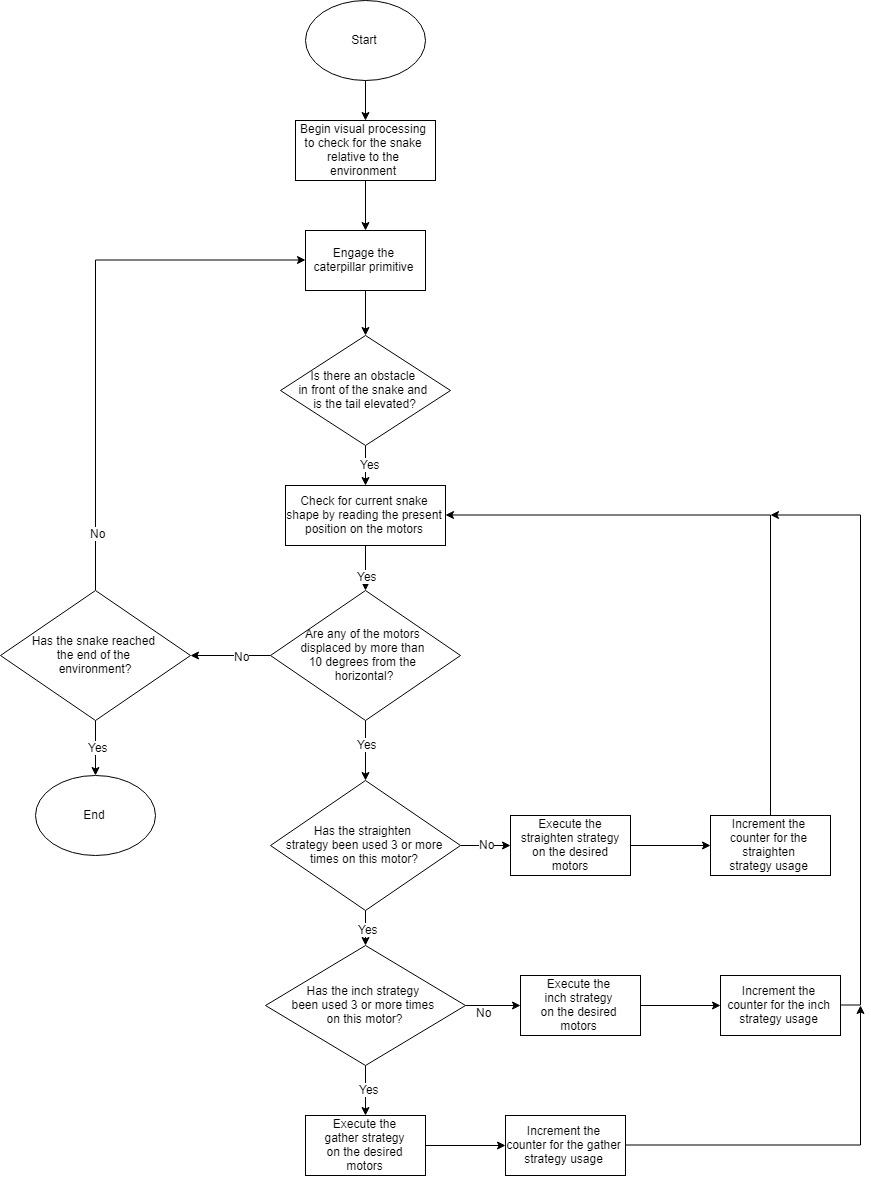 Start
Begin visual processing
to check for the snake
relative to the
environment
Engage the
caterpillar primitive
Is there an obstacle
in front of the snake and
is the tail elevated?
Yes
Check for current snake
shape by reading the present
position on the motors
No
Yes
Has the snake reached
the end of the
environment?
No
Are any of the motors
displaced by more than
10 degrees from the
horizontal?
Yes
Yes
End
Has the straighten
strategy been used 3 or more
times on this motor?
No
Execute the
straighten strategy
on the desired
motors
Increment the
counter for the
straighten
strategy usage
Yes
Has the inch strategy
been used 3 or more times
on this motor?
No
Execute the
inch strategy
on the desired
motors
Increment the
counter for the inch
strategy usage
Yes
Execute the
gather strategy
on the desired
motors
Increment the
counter for the gather
strategy usage